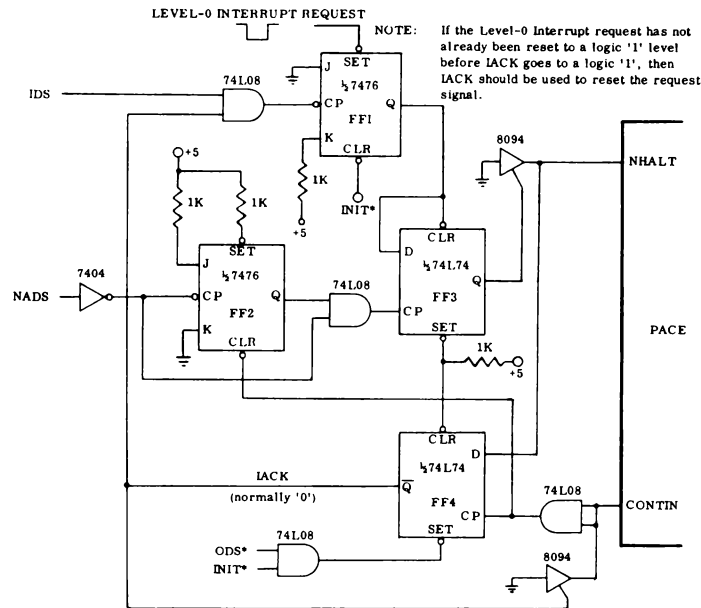 LEVEL-0 INTERRUPT REQUEST
NOTE: If the Level-0 Interrupt request has not
already been reset to a logic '1' level
before IACK goes to a logic '1', then
IACK should be used to reset the request
signal.
SET
J
½7476
74L08
IDS
CP
Q
FF1
K
CLR
8094
NHALT
+5
1K
1K
1K
+5
INIT*
CLR
D
½74L74
Q
FF3
CP
SET
SET
J
½7476
7404
NADS
CP
Q
FF2
K
CLR
74L08
PACE
1K
+5
CLR
D
½74L74
IACK
(normally '0')
Q
FF4
CP
SET
74L08
CONTIN
74L08
ODS*
INIT*
8094